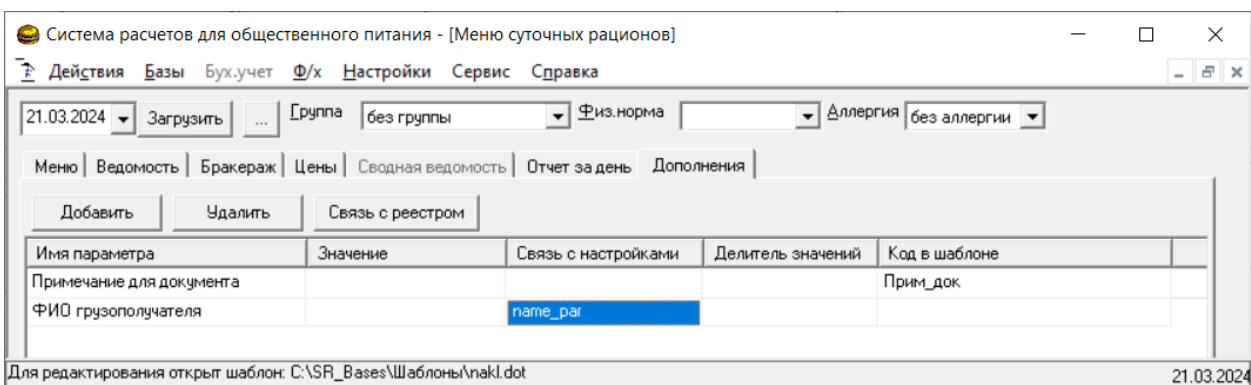 Система расчетов для общественного питания - [Меню суточных рационов]
Действия Базы Бух.учет Ф/х Настройки Сервис Справка
21.03.2024 Загрузить ... Группа без группы Физ.норма Аллергия без аллергии
Меню Ведомость Бракераж Цены Сводная ведомость Отчет за день Дополнения
Добавить Удалить Связь с реестром
Имя параметра Значение Связь с настройками Делитель значений Код в шаблоне
Примечание для документа Прим_док
ФИО грузополучателя name_par
Для редактирования открыт шаблон: C:\SR_Bases\Шаблоны\nakl.dot 21.03.2024